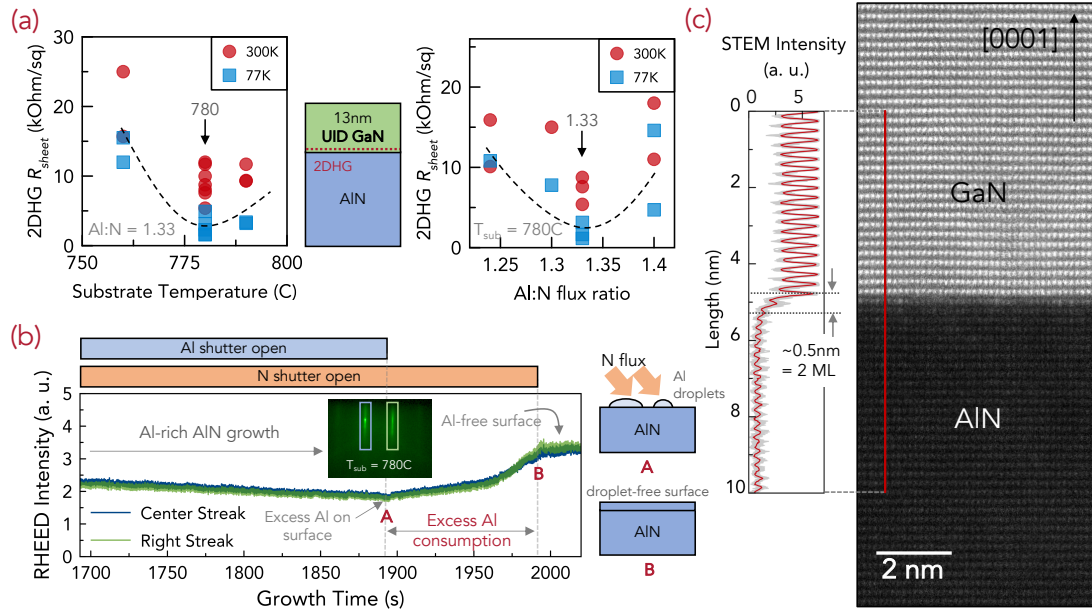 (a)
30
25
20
15
10
5
0
2DHG Rsheet (kOhm/sq)
300K
77K
780
Al:N = 1.33
750
775
800
Substrate Temperature (C)
13nm
UID GaN
2DHG
AlN
20
10
0
2DHG Rsheet (kOhm/sq)
300K
77K
1.33
Tsub = 780C
1.25
1.3
1.35
1.4
Al:N flux ratio
(b)
Al shutter open
N shutter open
RHEED Intensity (a. u.)
5
4
3
2
1
0
Al-rich AlN growth
Tsub = 780C
Al-free surface
B
A
Excess Al on
surface
Excess Al
consumption
Center Streak
Right Streak
1700
1750
1800
1850
1900
1950
2000
Growth Time (s)
N flux
Al
droplets
AlN
A
droplet-free surface
AlN
B
(c)
STEM Intensity
(a. u.)
0
5
0
2
4
6
8
10
Length (nm)
~0.5nm
= 2 ML
[0001]
GaN
AlN
2 nm